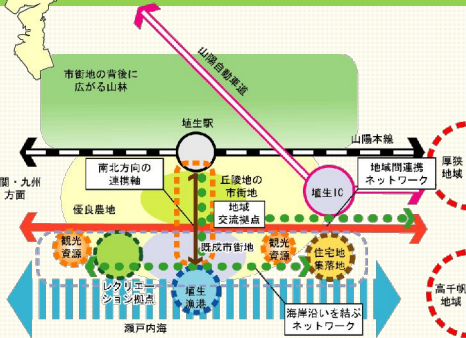 山陽自動車道
市街地の背後に
広がる山林
埴生駅
山陽本線
厚狭
地域
南北方向の
連携軸
丘陵地の
市街地
地域間連携
ネットワーク
関・九州
方面
優良農地
地域
交流拠点
埴生IC
観光
資源
既成市街地
観光
資源
住宅地
集落地
レクリエー
ション拠点
埴生
漁港
海岸沿いを結ぶ
ネットワーク
高千帆
地域
瀬戸内海